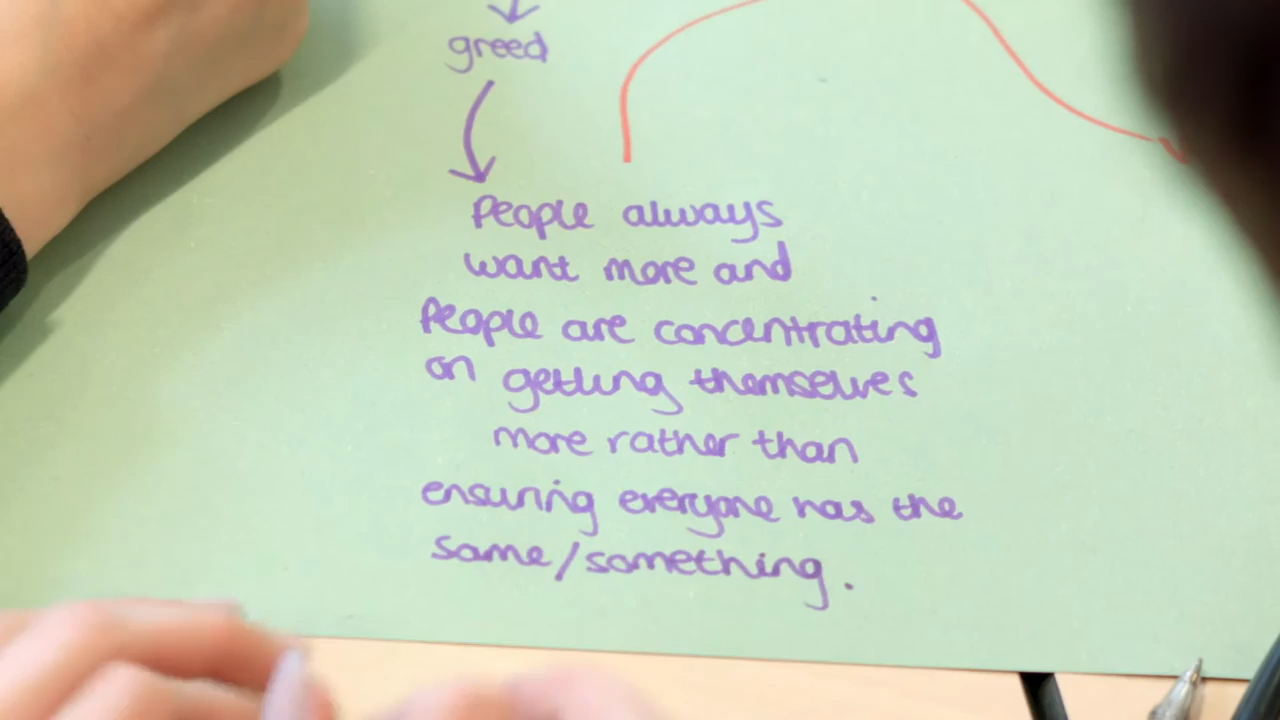 greed
People always
want more and
People are concentrating
on getting themselves
more rather than
ensuring everyone has the
same/something.